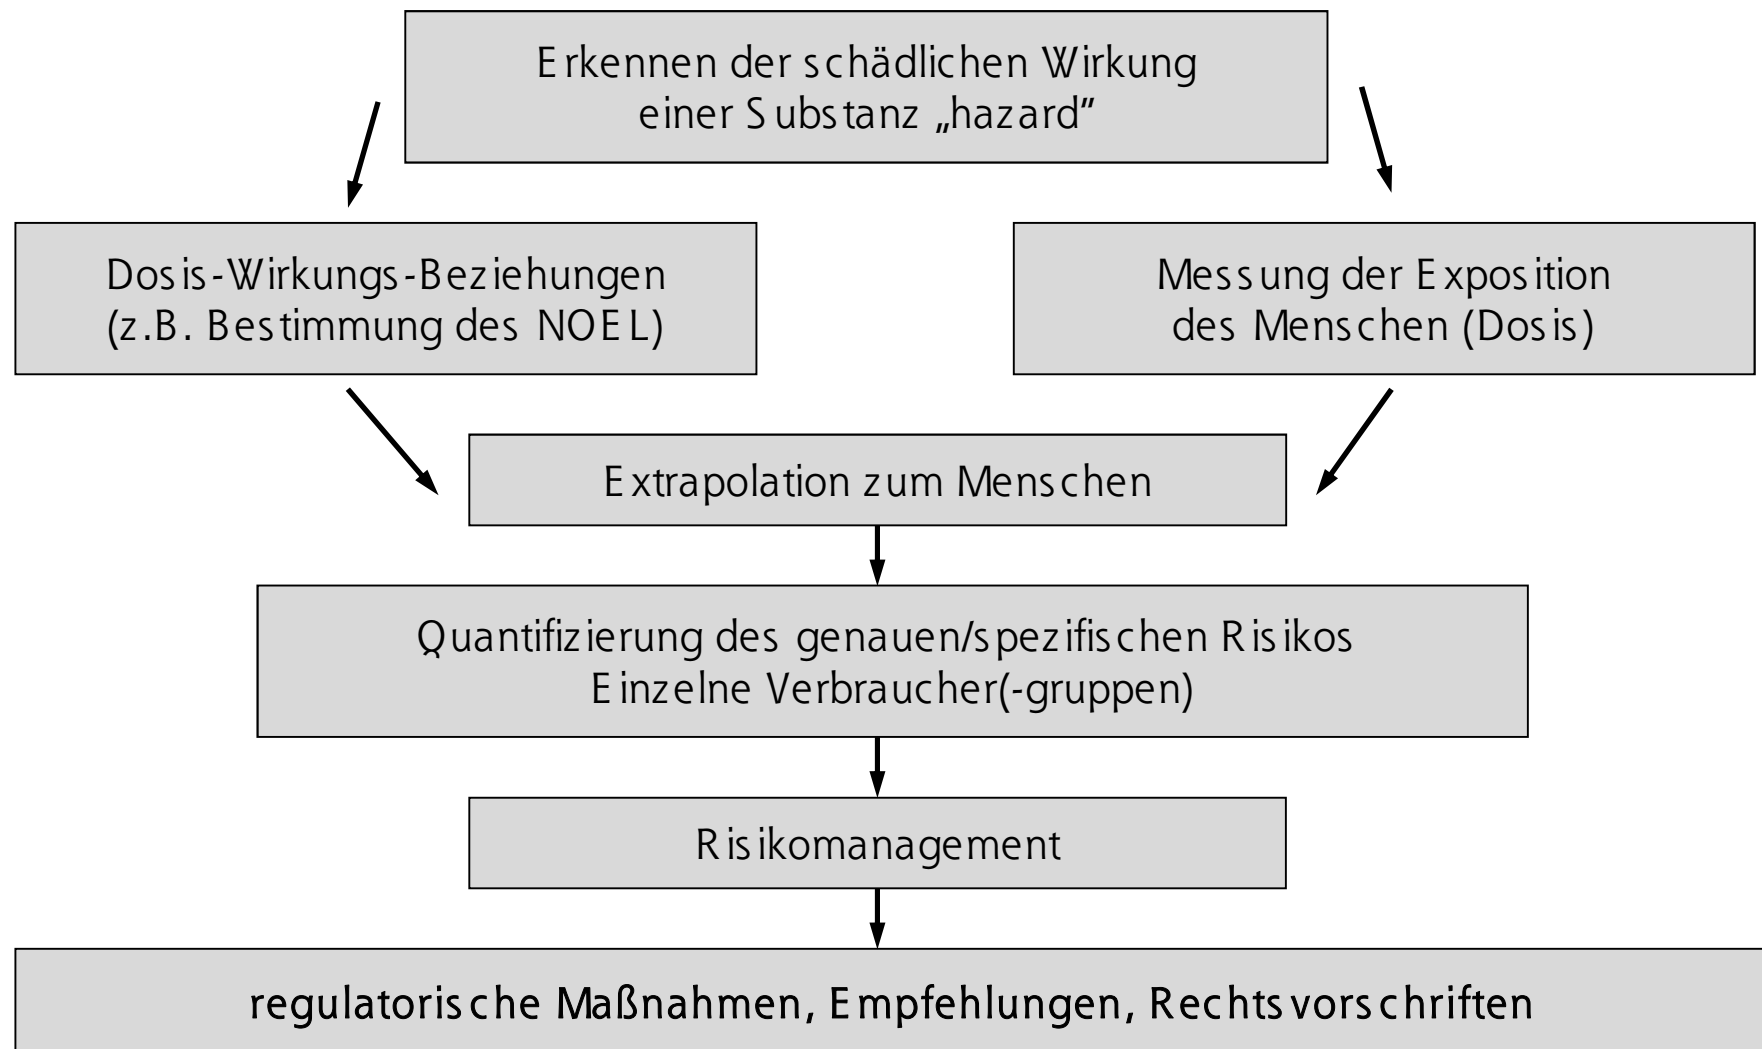 Erkennen der schädlichen Wirkung
einer Substanz „hazard“
Dosis-Wirkungs-Beziehungen
(z.B. Bestimmung des NOEL)
Messung der Exposition
des Menschen (Dosis)
Extrapolation zum Menschen
Quantifizierung des genauen/spezifischen Risikos
Einzelne Verbraucher(-gruppen)
Risikomanagement
regulatorische Maßnahmen, Empfehlungen, Rechtsvorschriften